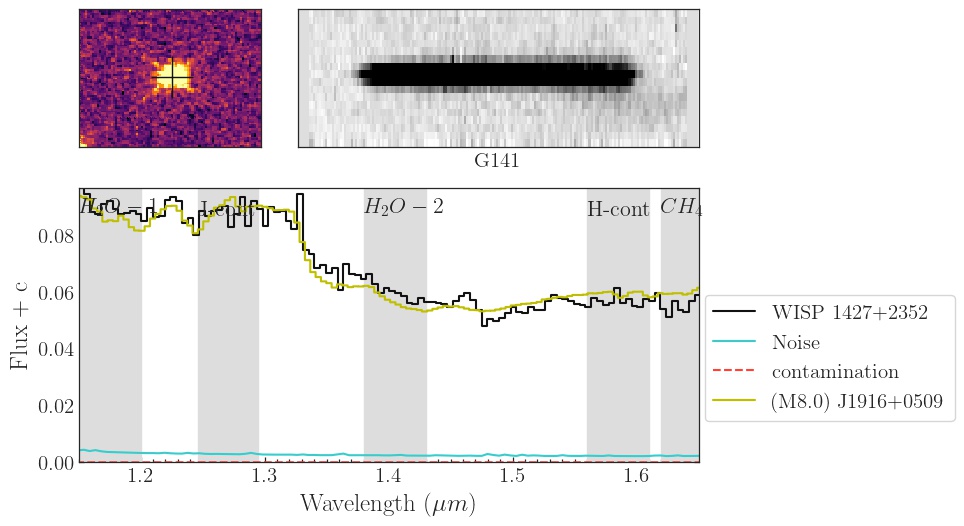 G141
H₂O − 1
J-cont
H₂O − 2
H-cont
CH₄
0.08
0.06
0.04
0.02
0.00
Flux + c
1.2
1.3
1.4
1.5
1.6
Wavelength (μm)
WISP 1427+2352
Noise
contamination
(M8.0) J1916+0509